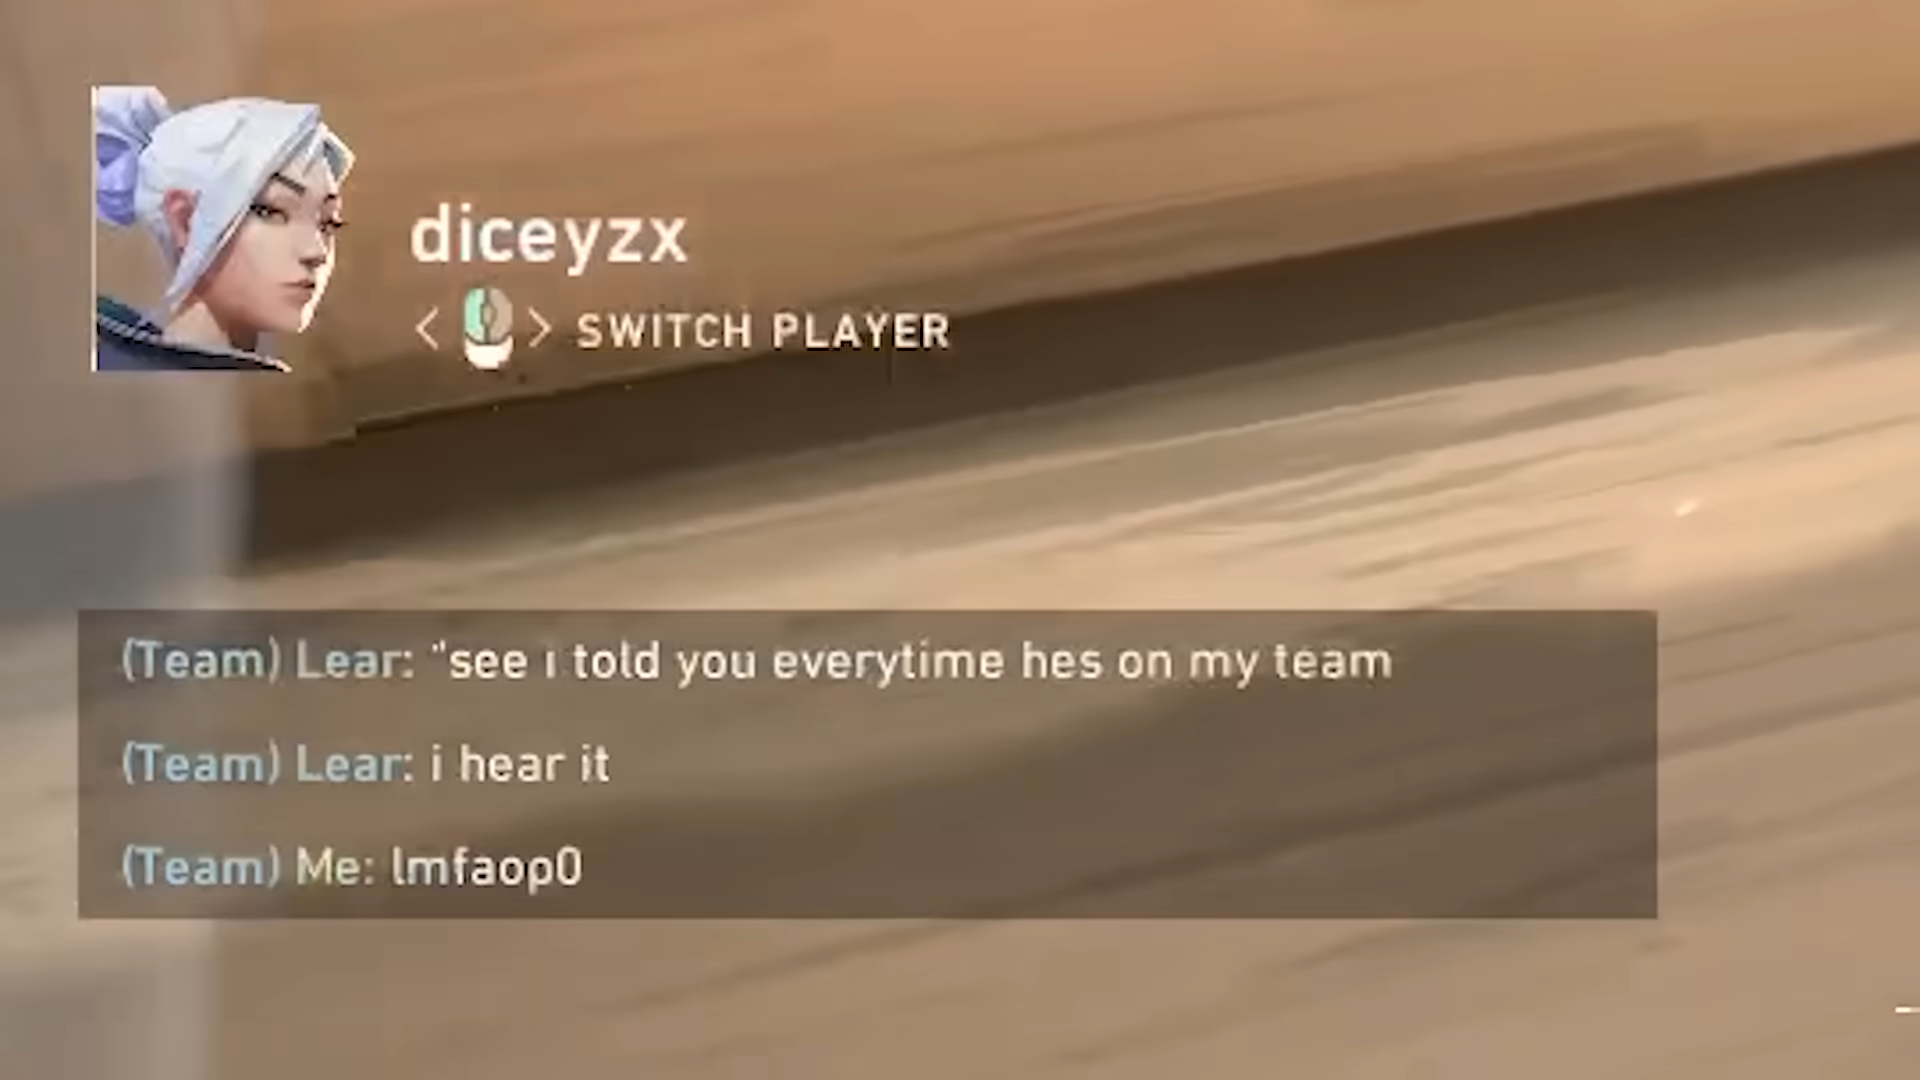 diceyzx
< > SWITCH PLAYER
(Team) Lear: "see i told you everytime hes on my team
(Team) Lear: i hear it
(Team) Me: lmfaop0